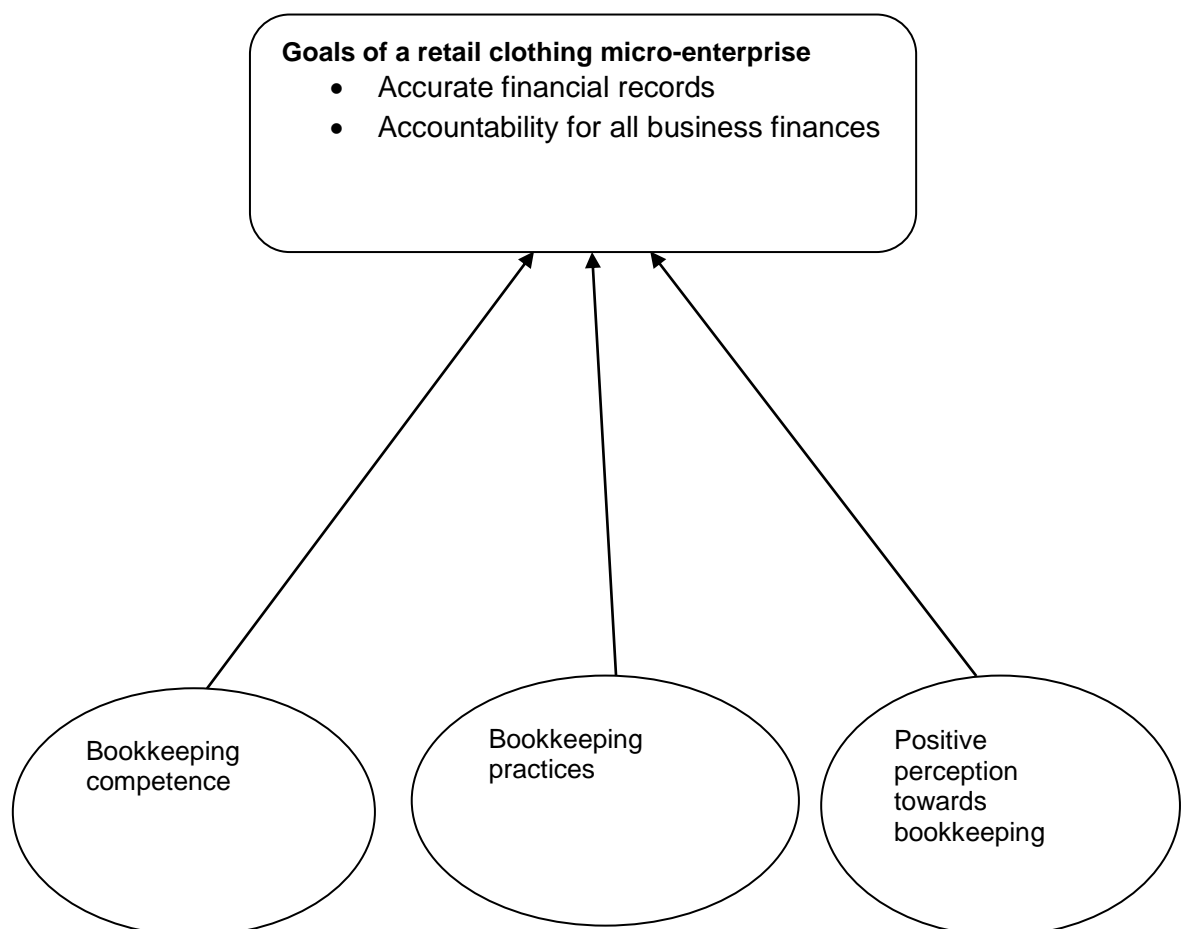 Goals of a retail clothing micro-enterprise
• Accurate financial records
• Accountability for all business finances
Bookkeeping
competence
Bookkeeping
practices
Positive
perception
towards
bookkeeping